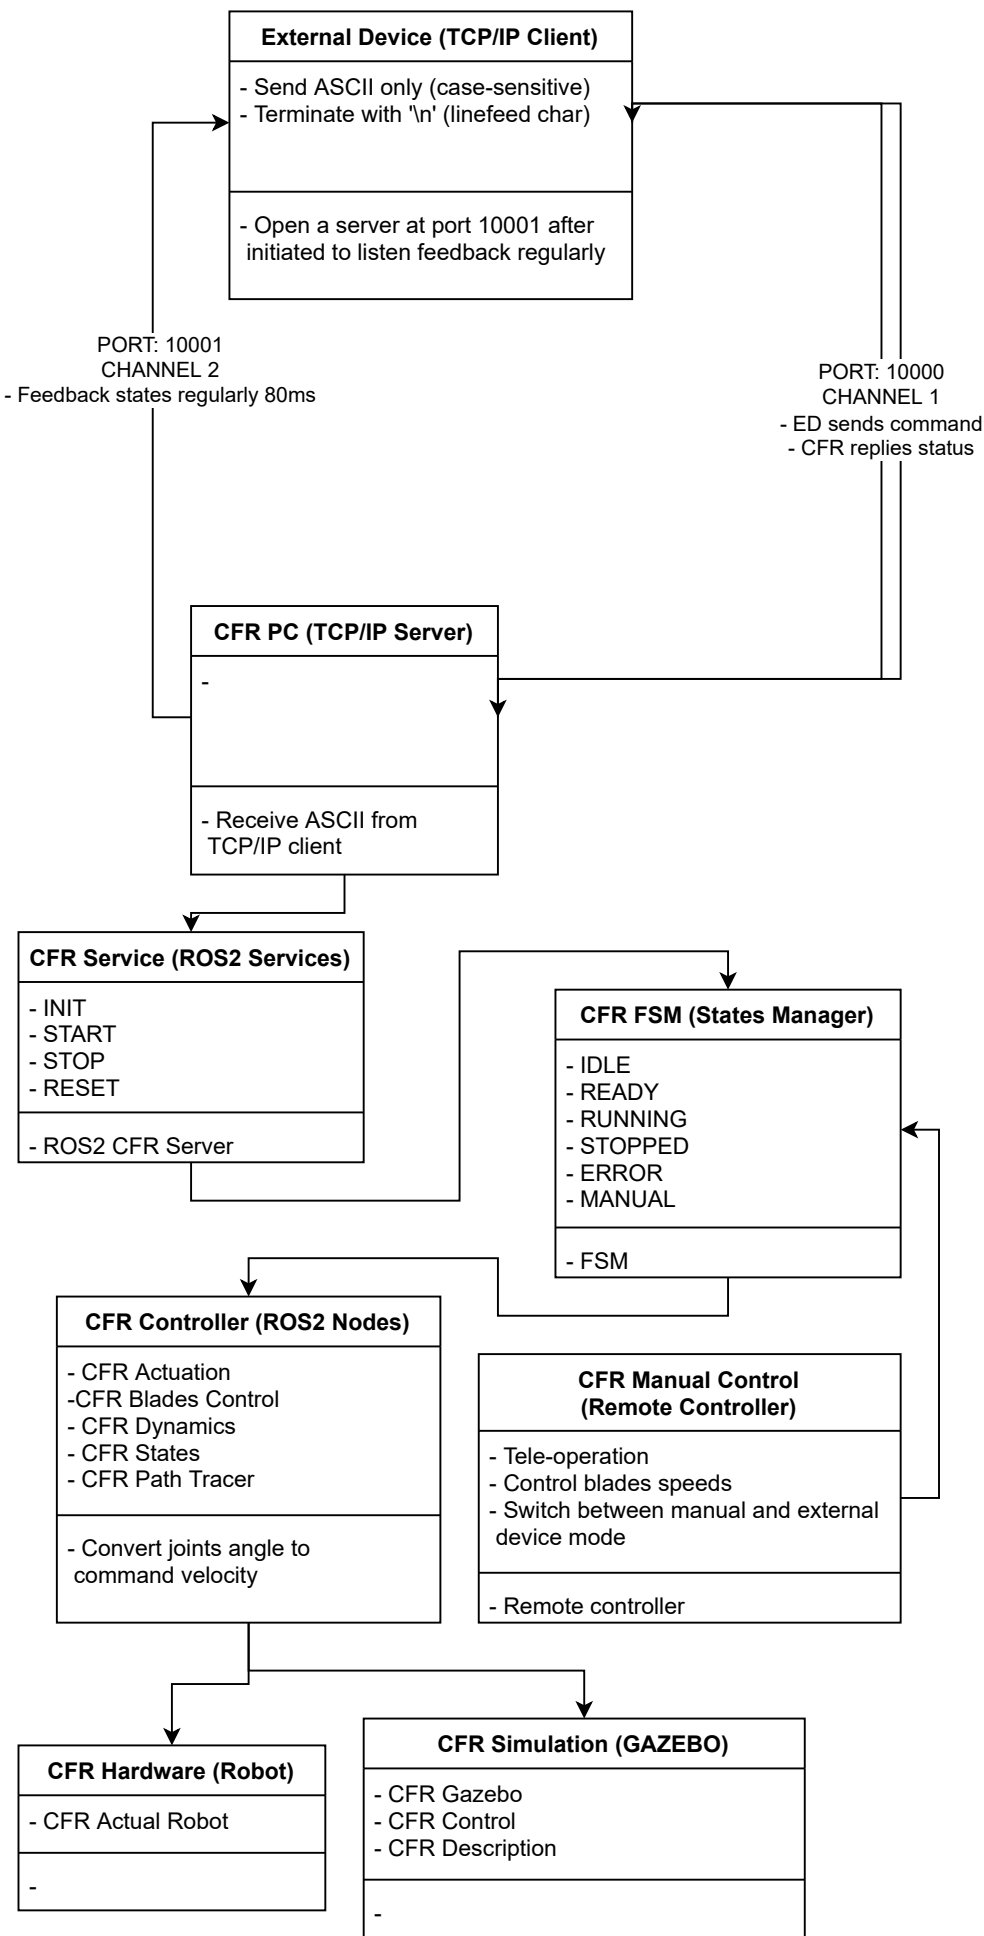 External Device (TCP/IP Client)
- Send ASCII only (case-sensitive)
- Terminate with '\n' (linefeed char)
- Open a server at port 10001 after
initiated to listen feedback regularly
PORT: 10001
CHANNEL 2
- Feedback states regularly 80ms
PORT: 10000
CHANNEL 1
- ED sends command
- CFR replies status
CFR PC (TCP/IP Server)
-
- Receive ASCII from
TCP/IP client
CFR Service (ROS2 Services)
- INIT
- START
- STOP
- RESET
- ROS2 CFR Server
CFR FSM (States Manager)
- IDLE
- READY
- RUNNING
- STOPPED
- ERROR
- MANUAL
- FSM
CFR Controller (ROS2 Nodes)
- CFR Actuation
-CFR Blades Control
- CFR Dynamics
- CFR States
- CFR Path Tracer
- Convert joints angle to
command velocity
CFR Manual Control
(Remote Controller)
- Tele-operation
- Control blades speeds
- Switch between manual and external
device mode
- Remote controller
CFR Hardware (Robot)
- CFR Actual Robot
-
CFR Simulation (GAZEBO)
- CFR Gazebo
- CFR Control
- CFR Description
-